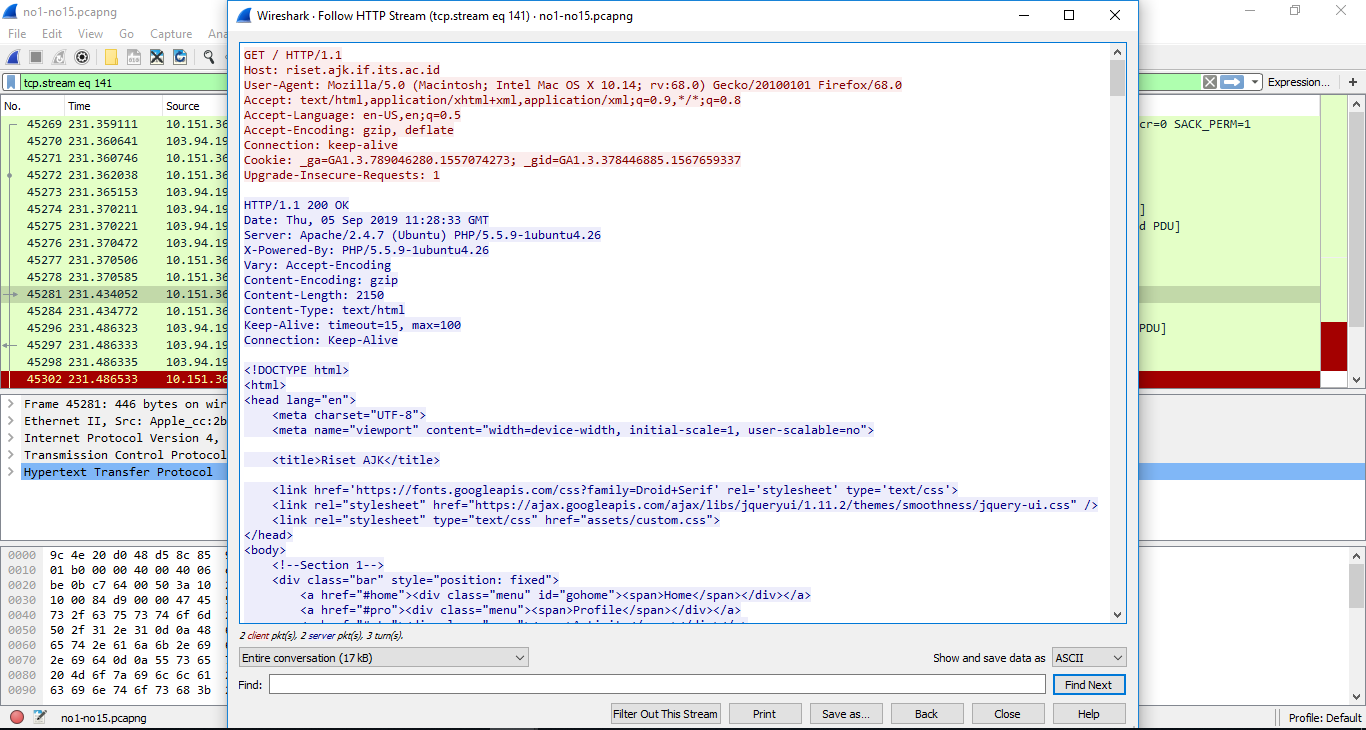 no1-no15.pcapng
File Edit View Go Capture
tcp.stream eq 141
Expression... +
No. Time Source
45269 231.359111 10.151.36
45270 231.360641 103.94.19
45271 231.360746 10.151.36
45272 231.362038 10.151.36
45273 231.365153 103.94.19
45274 231.370211 103.94.19
45275 231.370221 103.94.19
45276 231.370472 103.94.19
45277 231.370506 10.151.36
45278 231.370585 10.151.36
45281 231.434052 10.151.36
45284 231.434772 10.151.36
45296 231.486323 103.94.19
45297 231.486333 103.94.19
45298 231.486335 103.94.19
45302 231.486533 10.151.36
cr=0 SACK_PERM=1
]
d PDU]
PDU]
Frame 45281: 446 bytes on wir
Ethernet II, Src: Apple_cc:2b
Internet Protocol Version 4,
Transmission Control Protocol
Hypertext Transfer Protocol
0000 9c 4e 20 d0 48 d5 8c 85
0010 01 b0 00 00 40 00 40 06
0020 be 0b c7 64 00 50 3a 10
0030 10 00 84 d9 00 00 47 45
0040 73 2f 63 75 73 74 6f 6d
0050 50 2f 31 2e 31 0d 0a 48
0060 65 74 2e 61 6a 6b 2e 69
0070 2e 69 64 0d 0a 55 73 65
0080 20 4d 6f 7a 69 6c 6c 61
0090 63 69 6e 74 6f 73 68 3b
no1-no15.pcapng
Profile: Default
Wireshark · Follow HTTP Stream (tcp.stream eq 141) · no1-no15.pcapng
GET / HTTP/1.1
Host: riset.ajk.if.its.ac.id
User-Agent: Mozilla/5.0 (Macintosh; Intel Mac OS X 10.14; rv:68.0) Gecko/20100101 Firefox/68.0
Accept: text/html,application/xhtml+xml,application/xml;q=0.9,*/*;q=0.8
Accept-Language: en-US,en;q=0.5
Accept-Encoding: gzip, deflate
Connection: keep-alive
Cookie: _ga=GA1.3.789046280.1557074273; _gid=GA1.3.378446885.1567659337
Upgrade-Insecure-Requests: 1
HTTP/1.1 200 OK
Date: Thu, 05 Sep 2019 11:28:33 GMT
Server: Apache/2.4.7 (Ubuntu) PHP/5.5.9-1ubuntu4.26
X-Powered-By: PHP/5.5.9-1ubuntu4.26
Vary: Accept-Encoding
Content-Encoding: gzip
Content-Length: 2150
Content-Type: text/html
Keep-Alive: timeout=15, max=100
Connection: Keep-Alive
<!DOCTYPE html>
<html>
<head lang="en">
<meta charset="UTF-8">
<meta name="viewport" content="width=device-width, initial-scale=1, user-scalable=no">
<title>Riset AJK</title>
<link href='https://fonts.googleapis.com/css?family=Droid+Serif' rel='stylesheet' type='text/css'>
<link rel="stylesheet" href="https://ajax.googleapis.com/ajax/libs/jqueryui/1.11.2/themes/smoothness/jquery-ui.css" />
<link rel="stylesheet" type="text/css" href="assets/custom.css">
</head>
<body>
<!--Section 1-->
<div class="bar" style="position: fixed">
<a href="#home"><div class="menu" id="gohome"><span>Home</span></div></a>
<a href="#pro"><div class="menu"><span>Profile</span></div></a>
2 client pkt(s), 2 server pkt(s), 3 turn(s).
Entire conversation (17 kB)
Show and save data as ASCII
Find:
Find Next
Filter Out This Stream Print Save as... Back Close Help